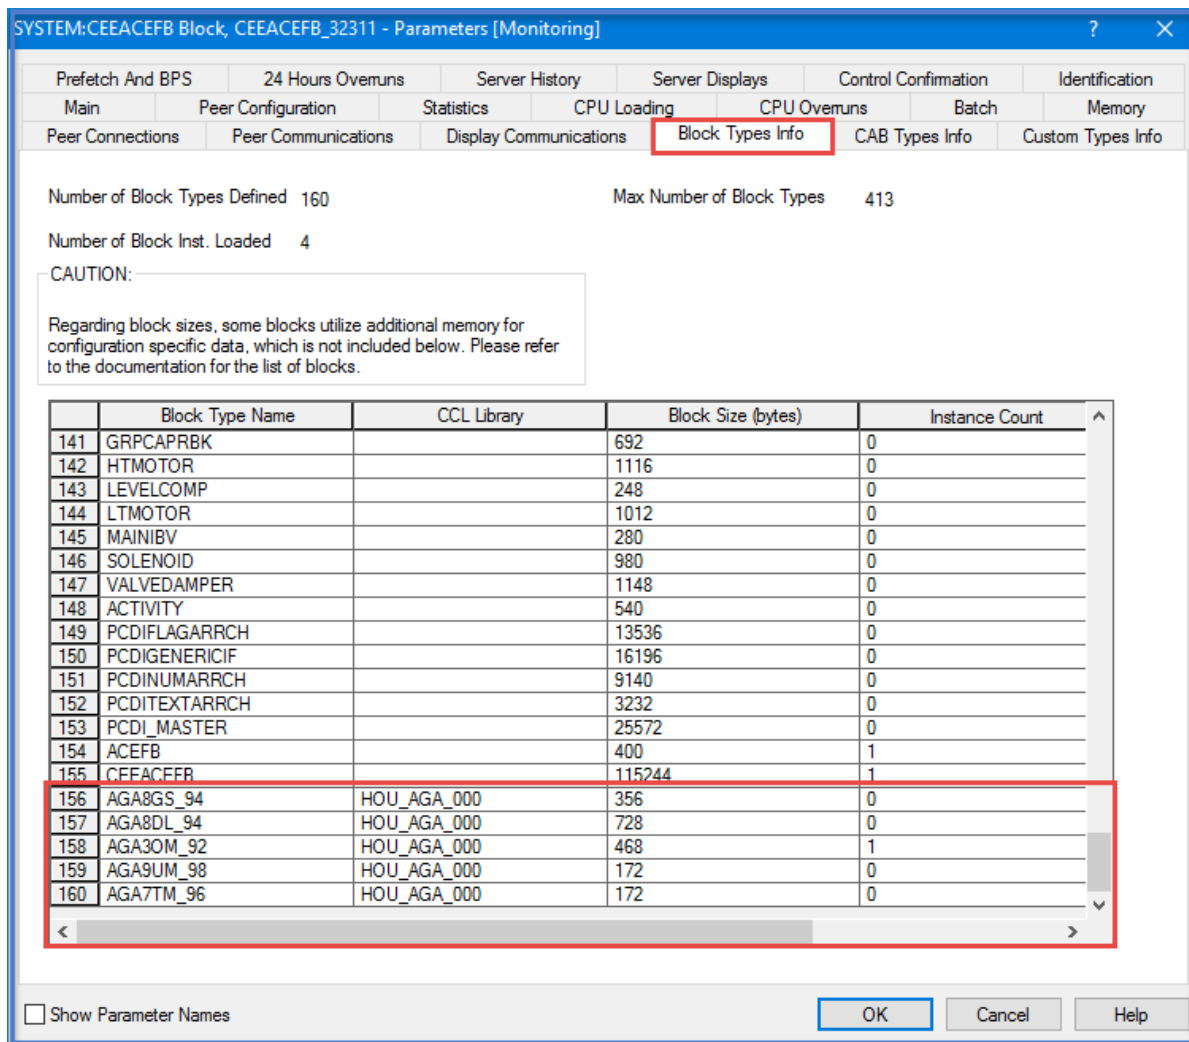 SYSTEM:CEEACEFB Block, CEEACEFB_32311 - Parameters [Monitoring] ?
Prefetch And BPS 24 Hours Overruns Server History Server Displays Control Confirmation Identification
Main Peer Configuration Statistics CPU Loading CPU Overruns Batch Memory
Peer Connections Peer Communications Display Communications Block Types Info CAB Types Info Custom Types Info
Number of Block Types Defined 160 Max Number of Block Types 413
Number of Block Inst. Loaded 4
CAUTION:
Regarding block sizes, some blocks utilize additional memory for
configuration specific data, which is not included below. Please refer
to the documentation for the list of blocks.
Block Type Name CCL Library Block Size (bytes) Instance Count
141 GRPCAPRBK 692 0
142 HTMOTOR 1116 0
143 LEVELCOMP 248 0
144 LTMOTOR 1012 0
145 MAINIBV 280 0
146 SOLENOID 980 0
147 VALVEDAMPER 1148 0
148 ACTIVITY 540 0
149 PCDIFLAGARRCH 13536 0
150 PCDIGENERICIF 16196 0
151 PCDINUMARRCH 9140 0
152 PCDITEXTARRCH 3232 0
153 PCDI_MASTER 25572 0
154 ACEFB 400 1
155 CEEACEFB 115244 1
156 AGA8GS_94 HOU_AGA_000 356 0
157 AGA8DL_94 HOU_AGA_000 728 0
158 AGA3OM_92 HOU_AGA_000 468 1
159 AGA9UM_98 HOU_AGA_000 172 0
160 AGA7TM_96 HOU_AGA_000 172 0
Show Parameter Names OK Cancel Help